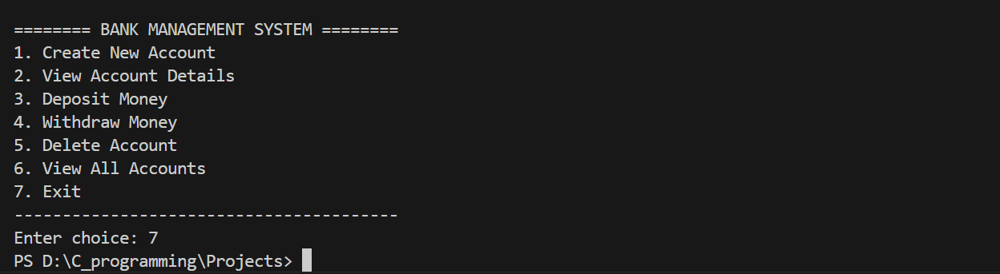 ======== BANK MANAGEMENT SYSTEM ========
1. Create New Account
2. View Account Details
3. Deposit Money
4. Withdraw Money
5. Delete Account
6. View All Accounts
7. Exit
----------------------------------------
Enter choice: 7
PS D:\C_programming\Projects>